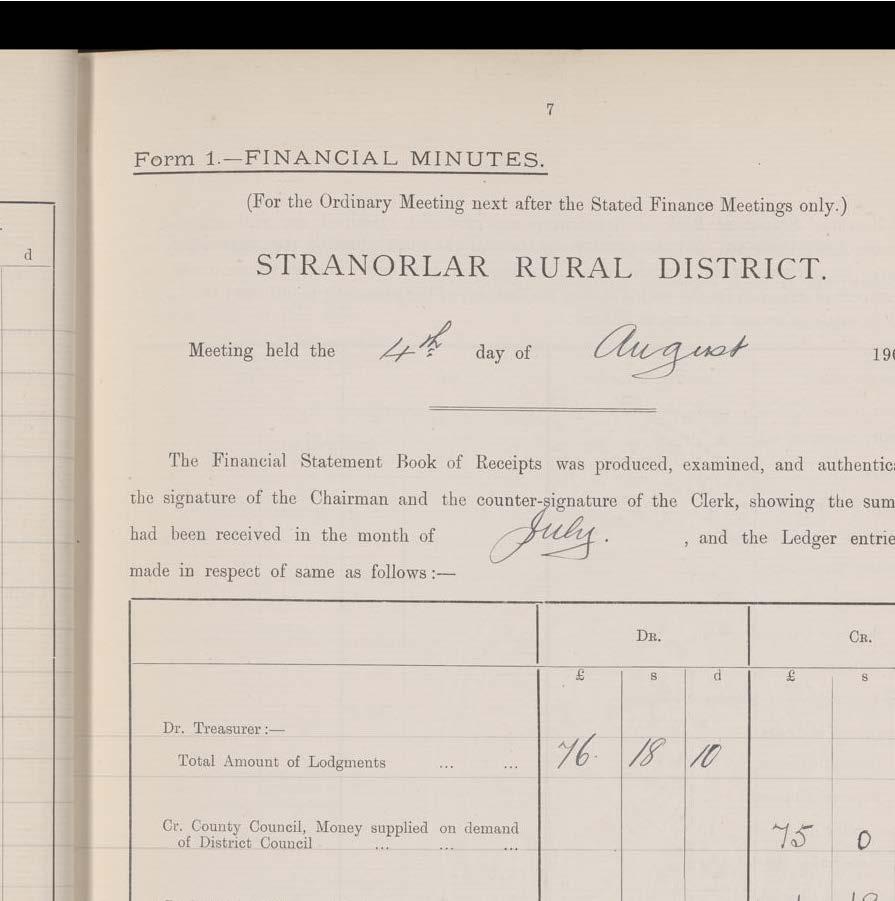 7
Form 1.—FINANCIAL MINUTES.
(For the Ordinary Meeting next after the Stated Finance Meetings only.)
STRANORLAR RURAL DISTRICT.
Meeting held the 4th day of August 190
The Financial Statement Book of Receipts was produced, examined, and authentic
the signature of the Chairman and the counter-signature of the Clerk, showing the sum
had been received in the month of July. , and the Ledger entrie
made in respect of same as follows :—
DR. CR.
d
£ s d £ s
Dr. Treasurer :—
Total Amount of Lodgments ... ... 76 18 10
Cr. County Council, Money supplied on demand
of District Council ... ... ... 75 0